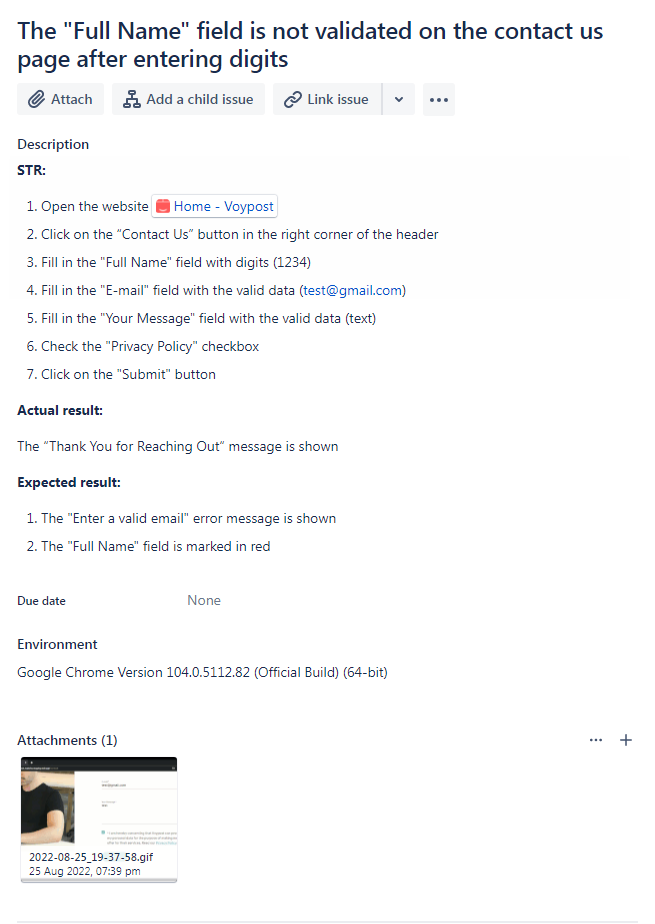 The "Full Name" field is not validated on the contact us
page after entering digits
Attach
Add a child issue
Link issue
Description
STR:
1. Open the website Home - Voypost
2. Click on the “Contact Us” button in the right corner of the header
3. Fill in the "Full Name" field with digits (1234)
4. Fill in the "E-mail" field with the valid data (test@gmail.com)
5. Fill in the "Your Message" field with the valid data (text)
6. Check the "Privacy Policy" checkbox
7. Click on the "Submit" button
Actual result:
The “Thank You for Reaching Out” message is shown
Expected result:
1. The "Enter a valid email" error message is shown
2. The "Full Name" field is marked in red
Due date None
Environment
Google Chrome Version 104.0.5112.82 (Official Build) (64-bit)
Attachments (1)
2022-08-25_19-37-58.gif
25 Aug 2022, 07:39 pm